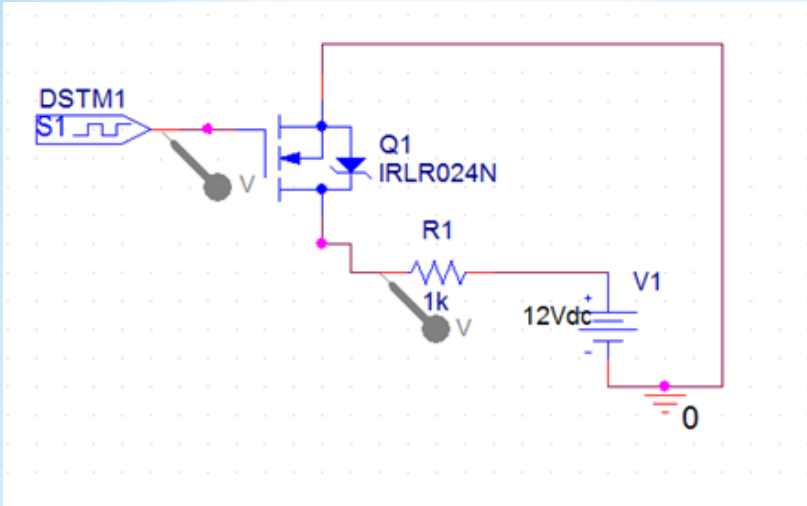 DSTM1
S1
Q1
IRLR024N
V
R1
1k
V
V1
12Vdc
+
-
0